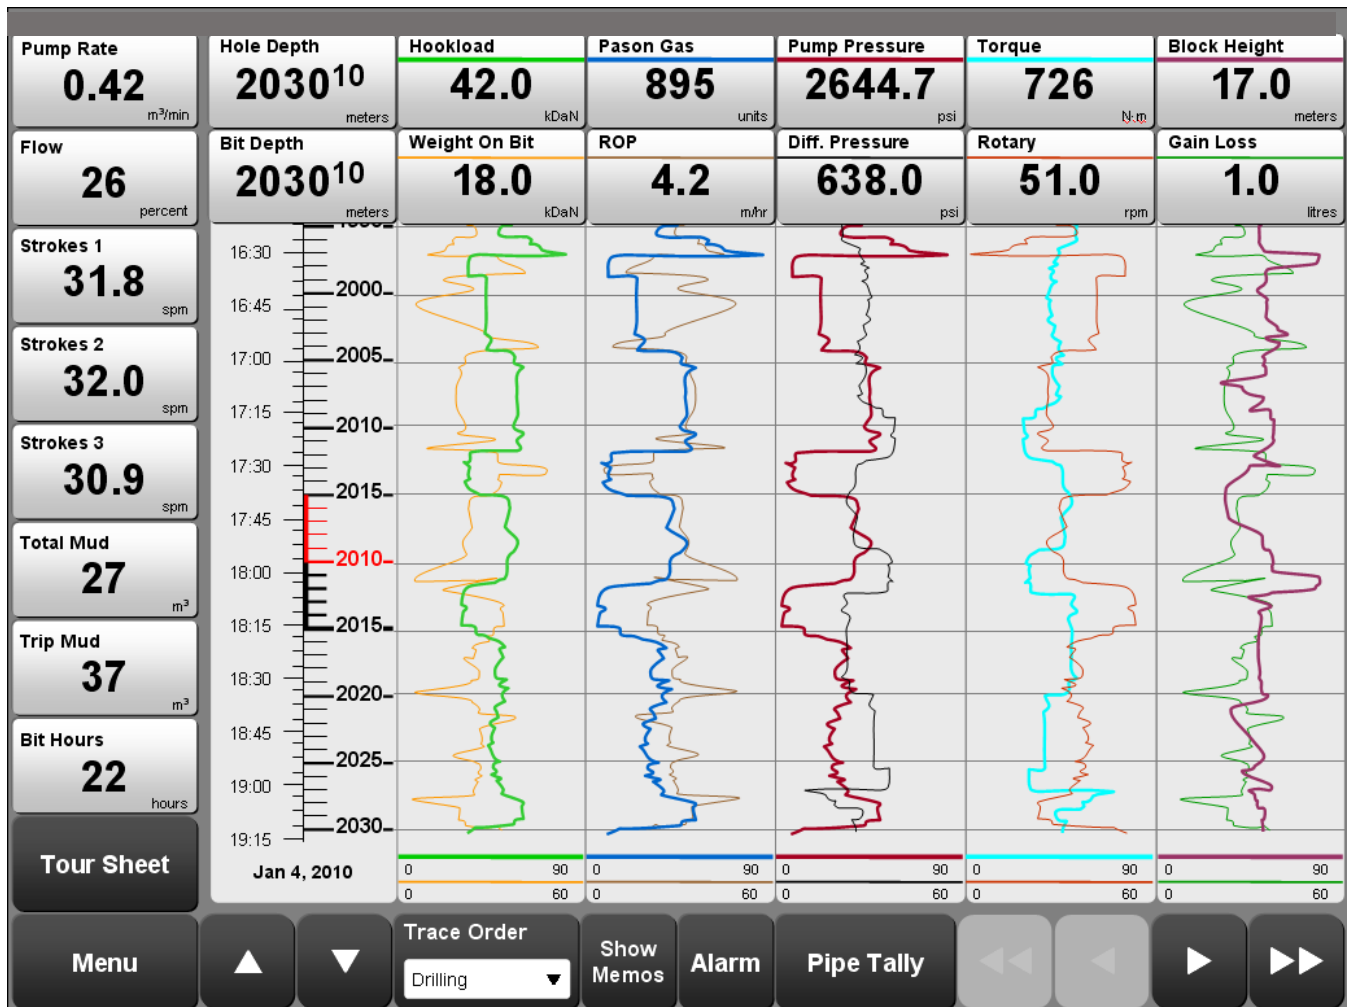 Pump Rate
0.42
m³/min
Hole Depth
2030¹⁰
meters
Hookload
42.0
kDaN
Pason Gas
895
units
Pump Pressure
2644.7
psi
Torque
726
N·m
Block Height
17.0
meters
Flow
26
percent
Bit Depth
2030¹⁰
meters
Weight On Bit
18.0
kDaN
ROP
4.2
m/hr
Diff. Pressure
638.0
psi
Rotary
51.0
rpm
Gain Loss
1.0
litres
Strokes 1
31.8
spm
Strokes 2
32.0
spm
Strokes 3
30.9
spm
Total Mud
27
m³
Trip Mud
37
m³
Bit Hours
22
hours
16:30
2000
16:45
17:00
2005
17:15
2010
17:30
2015
17:45
2010
18:00
18:15
2015
18:30
2020
18:45
2025
19:00
2030
19:15
Jan 4, 2010
0 90
0 60
0 90
0 60
0 90
0 60
0 90
0 60
0 90
0 60
Tour Sheet
Menu
Trace Order
Drilling
Show
Memos
Alarm
Pipe Tally